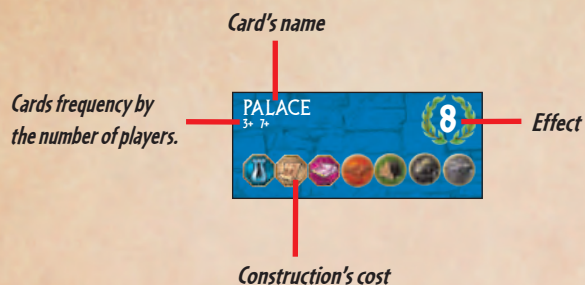 Card's name
Cards frequency by
the number of players.
PALACE
3+ 7+
8
Effect
Construction's cost